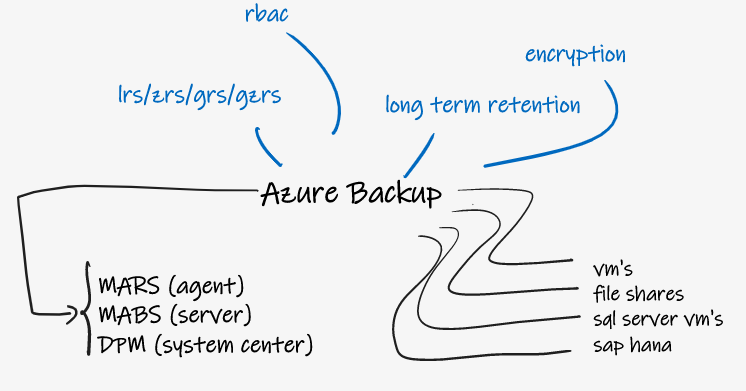 rbac
encryption
lrs/zrs/grs/gzrs
long term retention
Azure Backup
MARS (agent)
MABS (server)
DPM (system center)
vm's
file shares
sql server vm's
sap hana